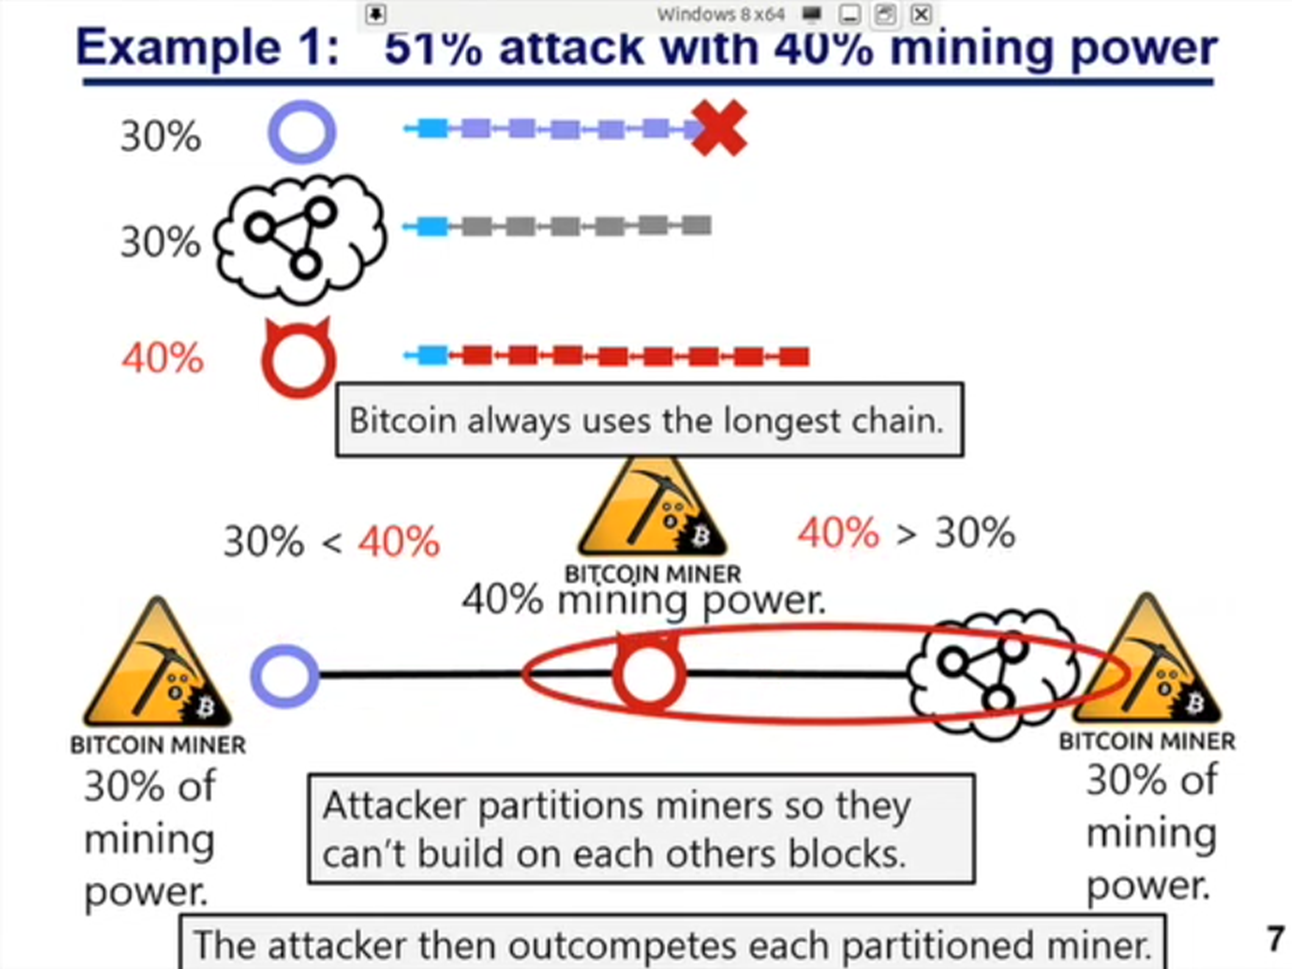 Windows 8 x64
Example 1: 51% attack with 40% mining power
30%
30%
40%
Bitcoin always uses the longest chain.
30% < 40%
40% > 30%
BITCOIN MINER
40% mining power.
BITCOIN MINER
30% of
mining
power.
BITCOIN MINER
30% of
mining
power.
Attacker partitions miners so they
can't build on each others blocks.
The attacker then outcompetes each partitioned miner.
7